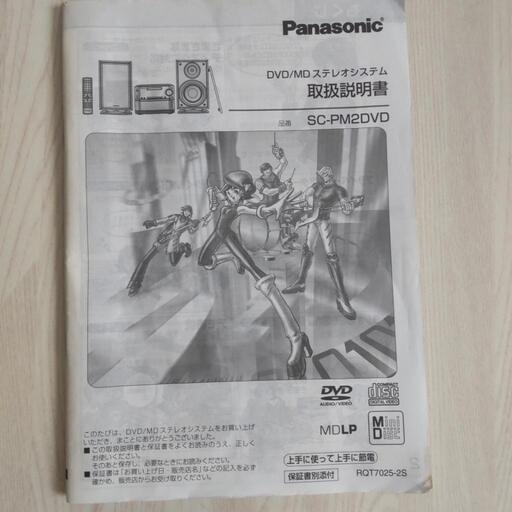 Panasonic
DVD/MD ステレオシステム
取扱説明書
品番 SC-PM2DVD
DVD
AUDIO/VIDEO
COMPACT
disc
DIGITAL VIDEO
MDLP
Mini
Disc
このたびは、DVD/MDステレオシステムをお買い上げ
いただき、まことにありがとうございました。
■この取扱説明書と保証書をよくお読みのうえ、正しく
お使いください。
そのあと保存し、必要なときにお読みください。
■保証書は「お買い上げ日・販売店名」などの記入を必ず
確かめ、販売店からお受け取りください。
上手に使って上手に節電
保証書別添付
RQT7025-2S